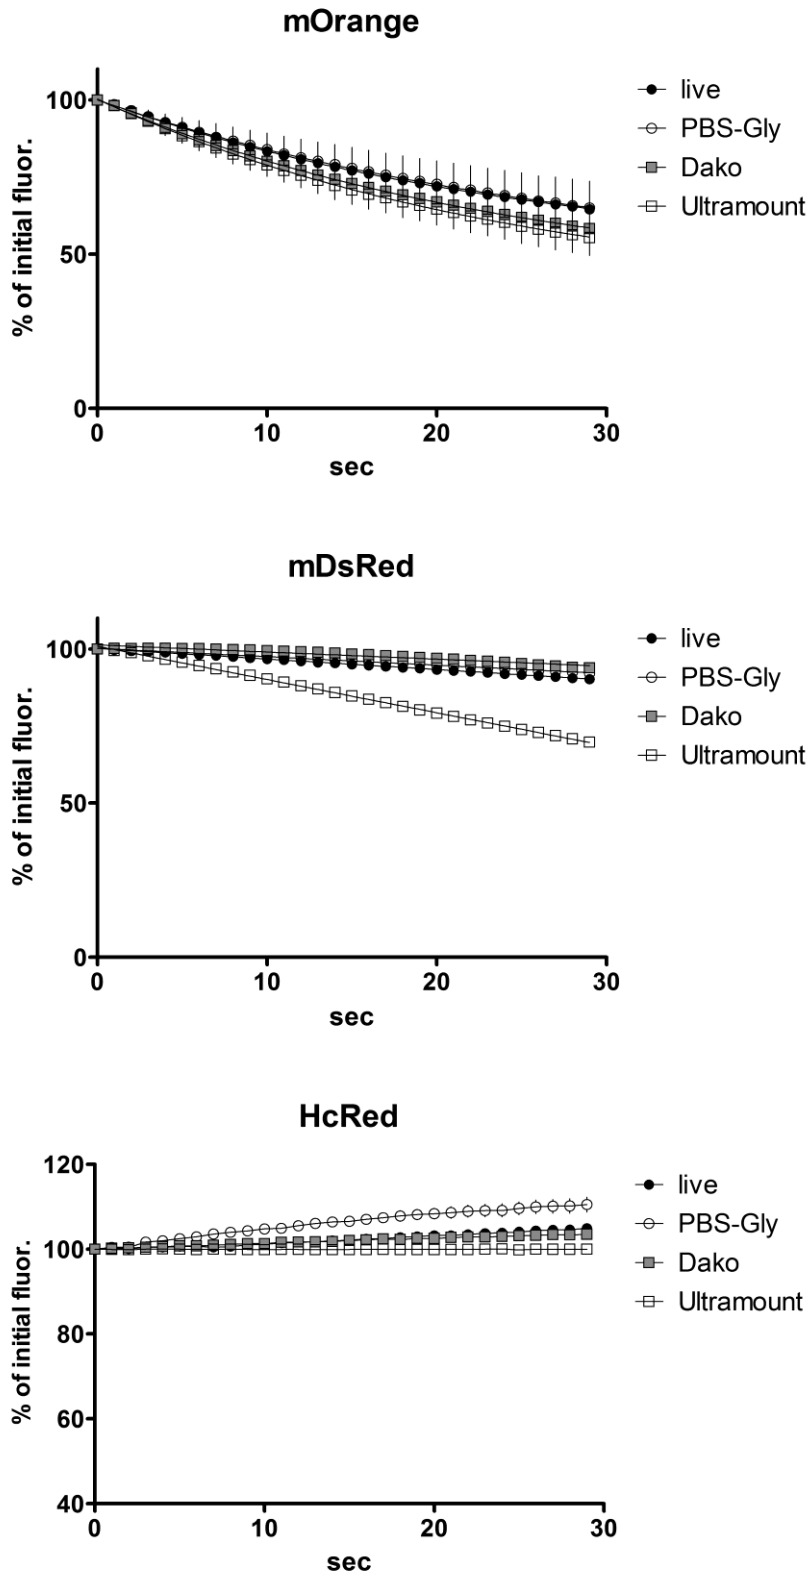 mOrange
100
50
0
0 10 20 30
% of initial fluor.
sec
live
PBS-Gly
Dako
Ultramount
mDsRed
100
50
0
0 10 20 30
% of initial fluor.
sec
live
PBS-Gly
Dako
Ultramount
HcRed
120
100
80
60
40
0 10 20 30
% of initial fluor.
sec
live
PBS-Gly
Dako
Ultramount